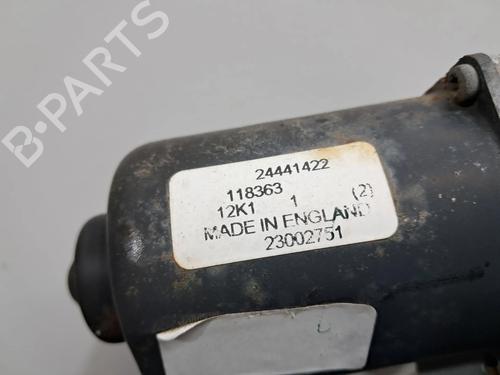 B-PARTS
24441422
118363
12K1 1 (2)
MADE IN ENGLAND
23002751